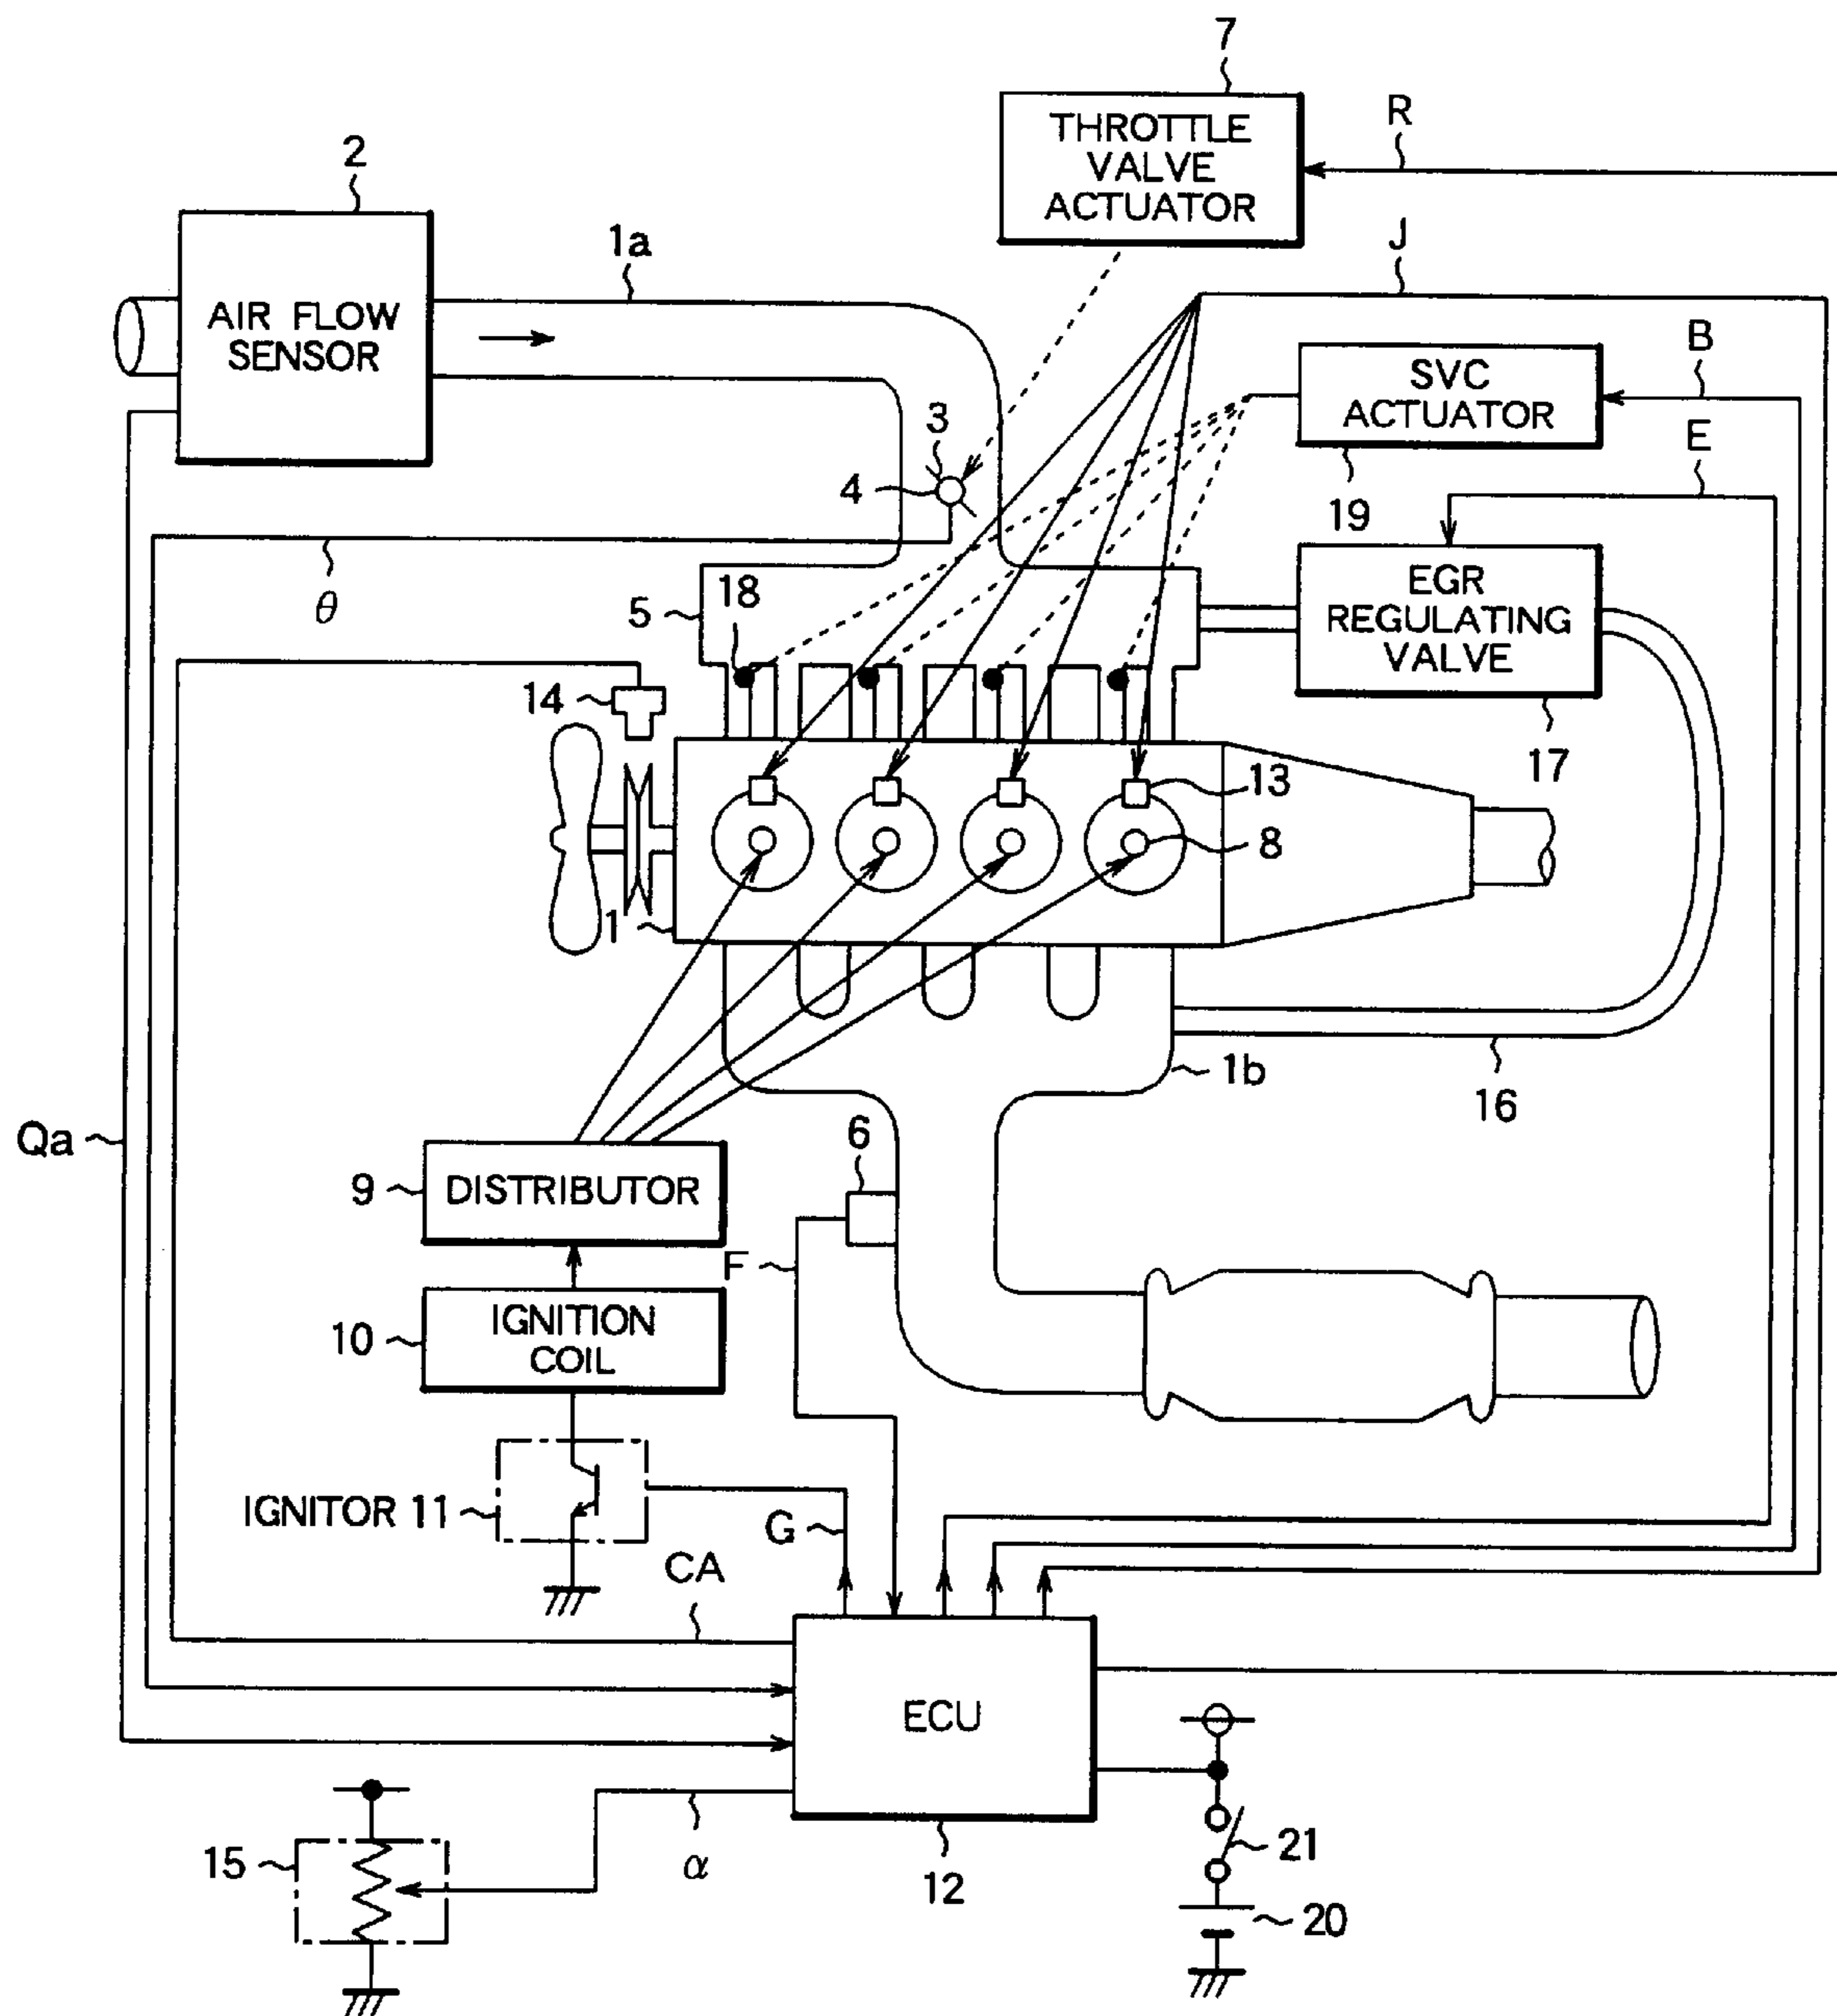 7
THROTTLE
VALVE
ACTUATOR
R
2
AIR FLOW
SENSOR
1a
J
SVC
ACTUATOR
B
19
E
3
4
θ
EGR
REGULATING
VALVE
17
5
18
14
13
8
1
1b
16
Qa
6
9
DISTRIBUTOR
F
10
IGNITION
COIL
IGNITOR 11
G
CA
ECU
12
α
15
21
20